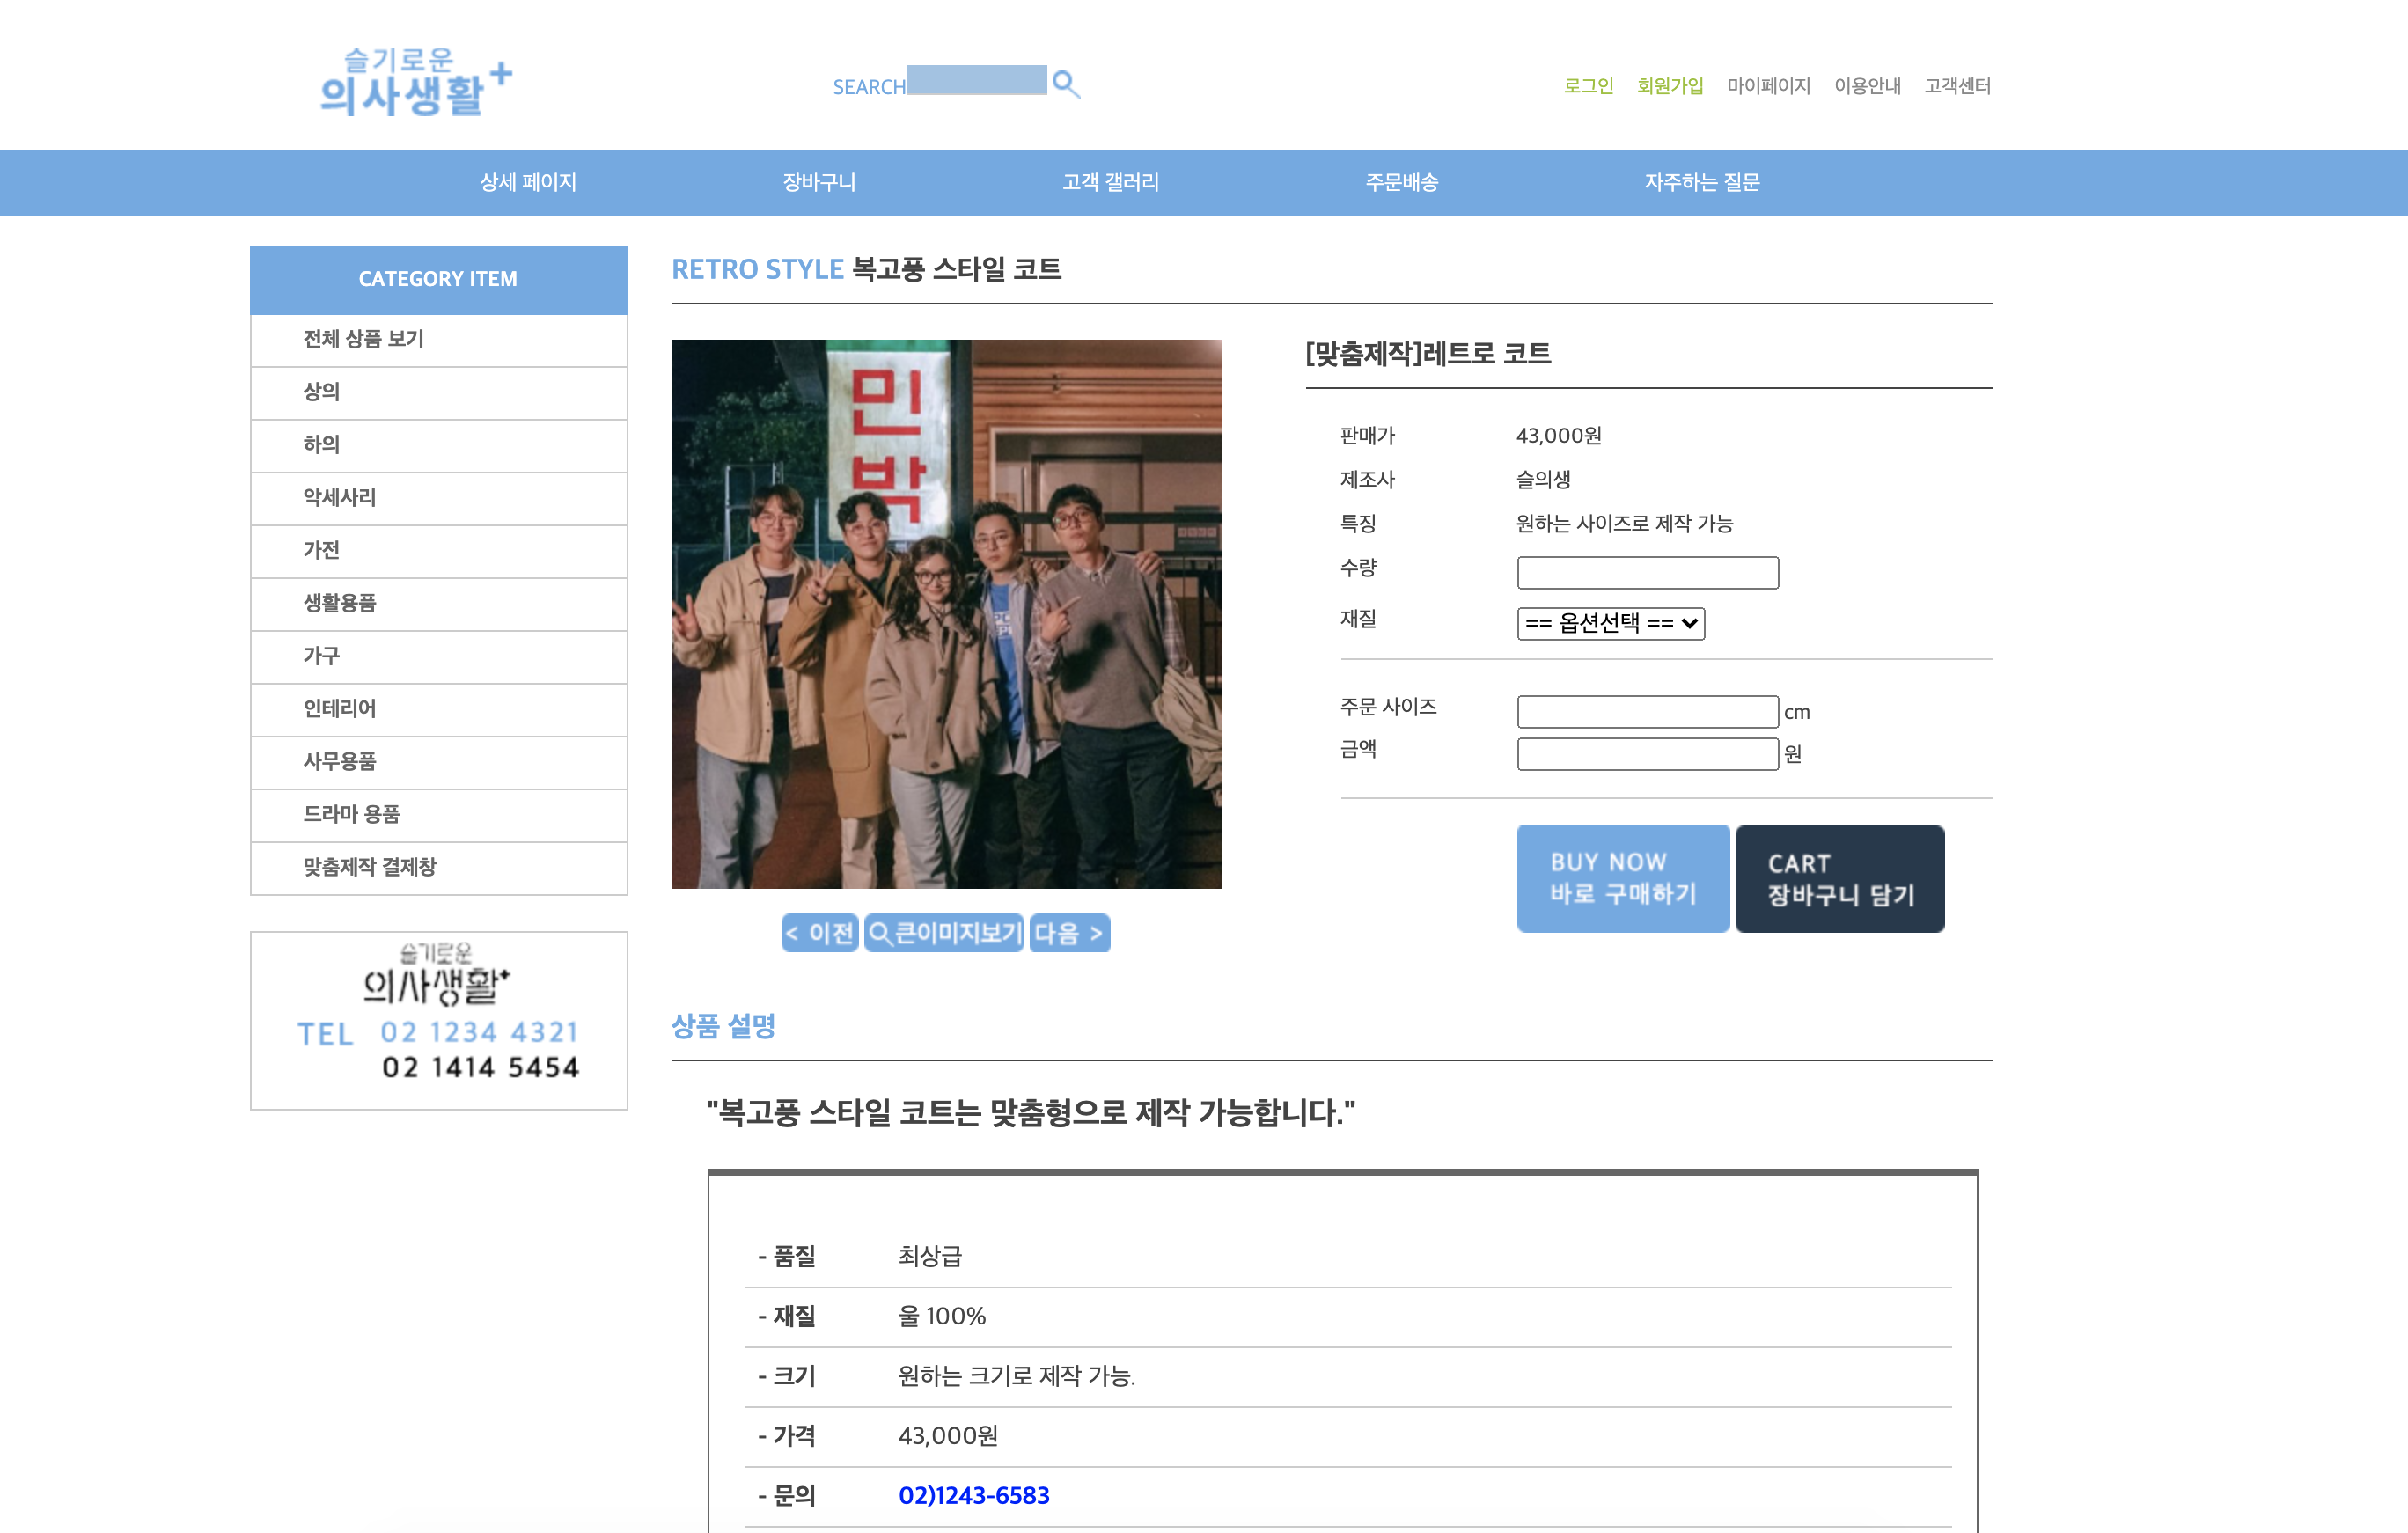 슬기로운
의사생활+
SEARCH
로그인 회원가입 마이페이지 이용안내 고객센터
상세 페이지 장바구니 고객 갤러리 주문배송 자주하는 질문
CATEGORY ITEM
전체 상품 보기
상의
하의
악세사리
가전
생활용품
가구
인테리어
사무용품
드라마 용품
맞춤제작 결제창
슬기로운
의사생활+
TEL 02 1234 4321
02 1414 5454
RETRO STYLE 복고풍 스타일 코트
민
박
< 이전 큰이미지보기 다음 >
[맞춤제작]레트로 코트
판매가 43,000원
제조사 슬의생
특징 원하는 사이즈로 제작 가능
수량
재질 == 옵션선택 ==
주문 사이즈 cm
금액 원
BUY NOW
바로 구매하기
CART
장바구니 담기
상품 설명
"복고풍 스타일 코트는 맞춤형으로 제작 가능합니다."
- 품질 최상급
- 재질 울 100%
- 크기 원하는 크기로 제작 가능.
- 가격 43,000원
- 문의 02)1243-6583